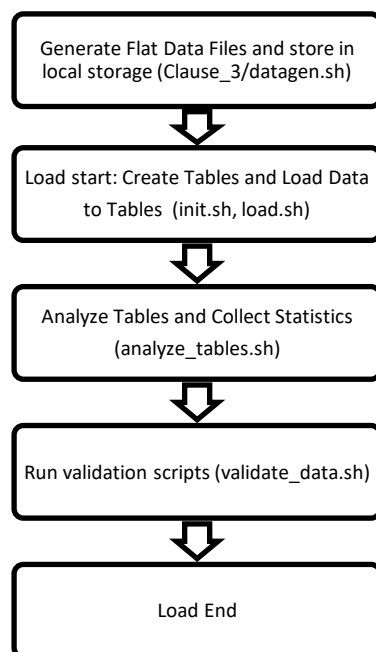 Generate Flat Data Files and store in
local storage (Clause_3/datagen.sh)
Load start: Create Tables and Load Data
to Tables (init.sh, load.sh)
Analyze Tables and Collect Statistics
(analyze_tables.sh)
Run validation scripts (validate_data.sh)
Load End